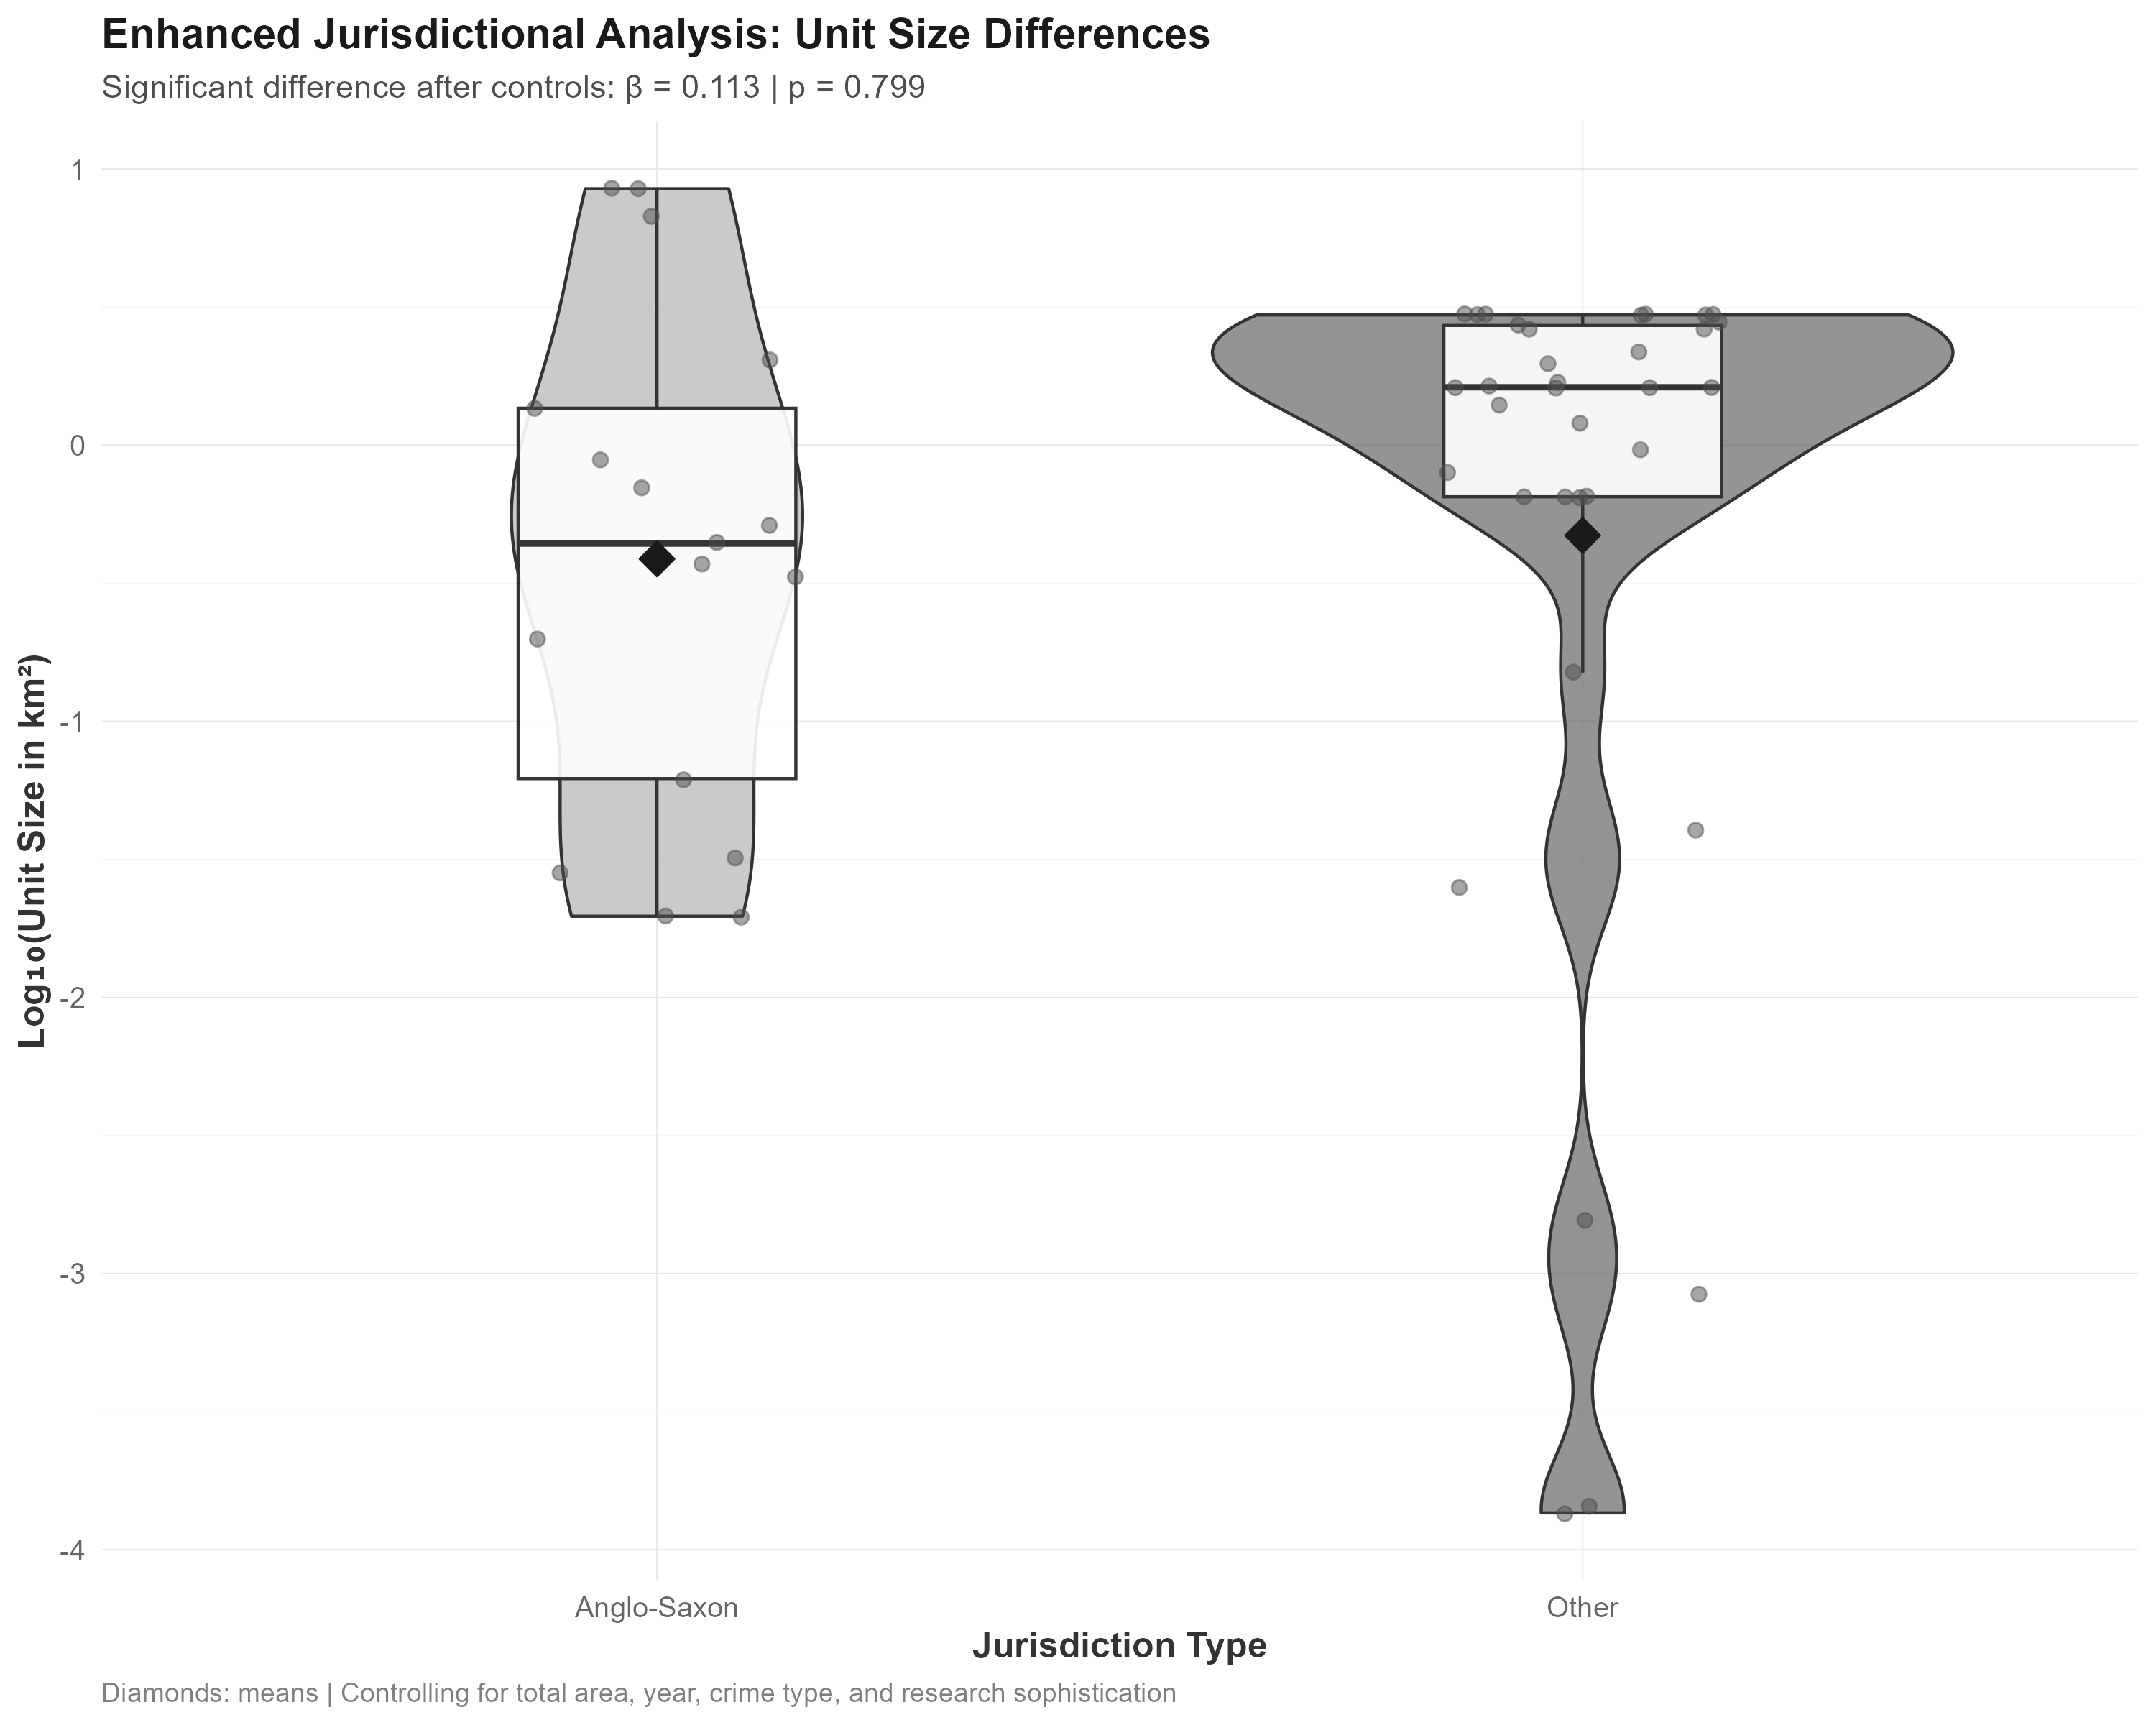 Enhanced Jurisdictional Analysis: Unit Size Differences
Significant difference after controls: β = 0.113 | p = 0.799
Log₁₀(Unit Size in km²)
1
0
-1
-2
-3
-4
Anglo-Saxon
Other
Jurisdiction Type
Diamonds: means | Controlling for total area, year, crime type, and research sophistication